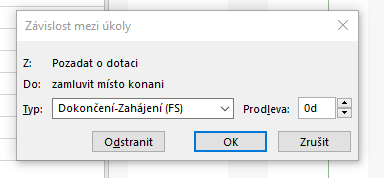 Závislost mezi úkoly
Z: Pozadat o dotaci
Do: zamluvit místo konani
Typ: Dokončení-Zahájení (FS) Prodleva: 0d
Odstranit OK Zrušit